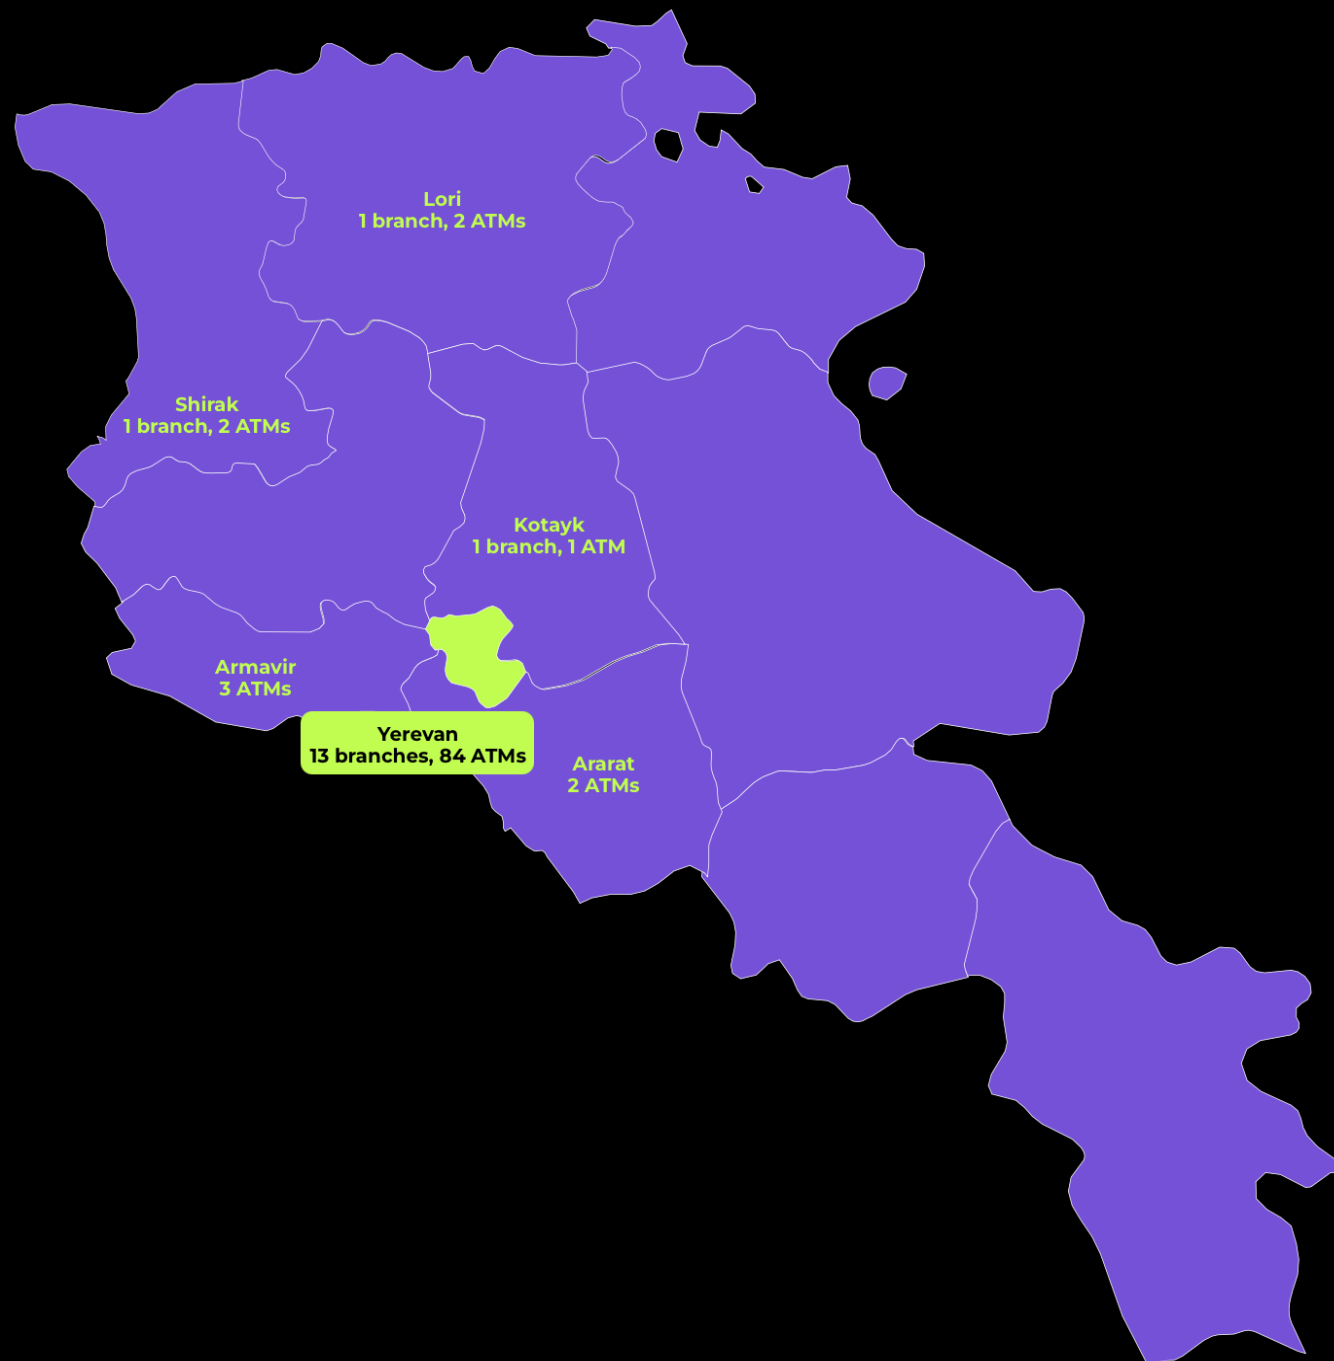 Lori
1 branch, 2 ATMs
Shirak
1 branch, 2 ATMs
Kotayk
1 branch, 1 ATM
Armavir
3 ATMs
Yerevan
13 branches, 84 ATMs
Ararat
2 ATMs